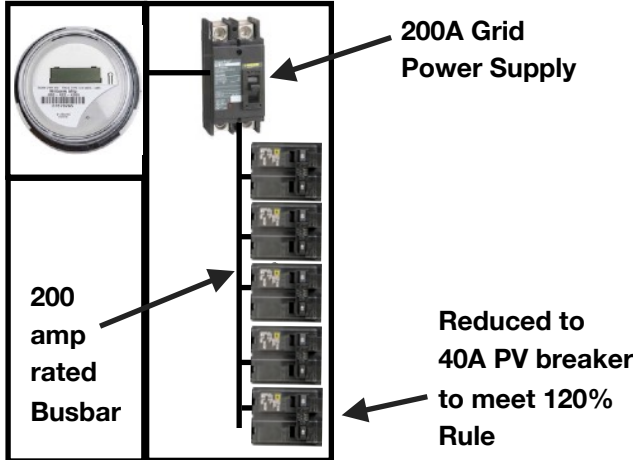 200A Grid
Power Supply
200
amp
rated
Busbar
Reduced to
40A PV breaker
to meet 120%
Rule